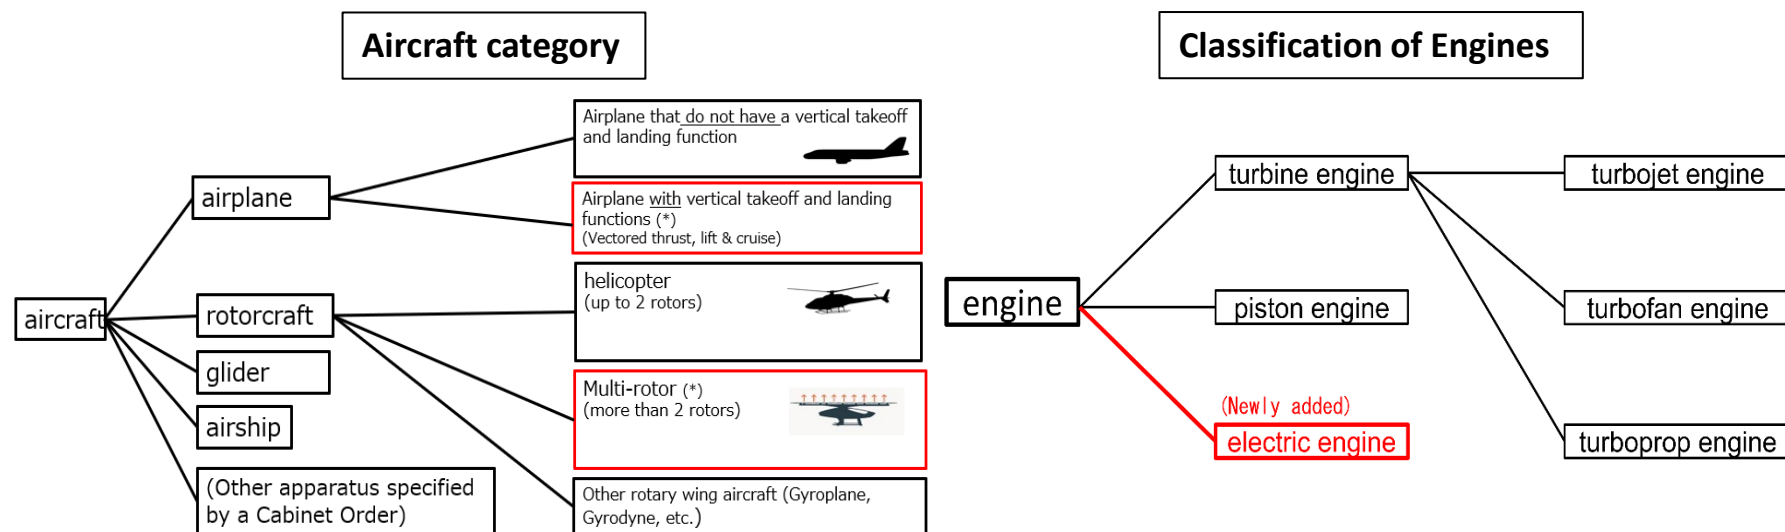 Aircraft category
Airplane that do not have a vertical takeoff
and landing function
airplane
Airplane with vertical takeoff and landing
functions (*)
(Vectored thrust, lift & cruise)
helicopter
(up to 2 rotors)
aircraft
rotorcraft
glider
Multi-rotor (*)
(more than 2 rotors)
airship
(Other apparatus specified
by a Cabinet Order)
Other rotary wing aircraft (Gyroplane,
Gyrodyne, etc.)
Classification of Engines
turbine engine
turbojet engine
engine
piston engine
turbofan engine
(Newly added)
electric engine
turboprop engine